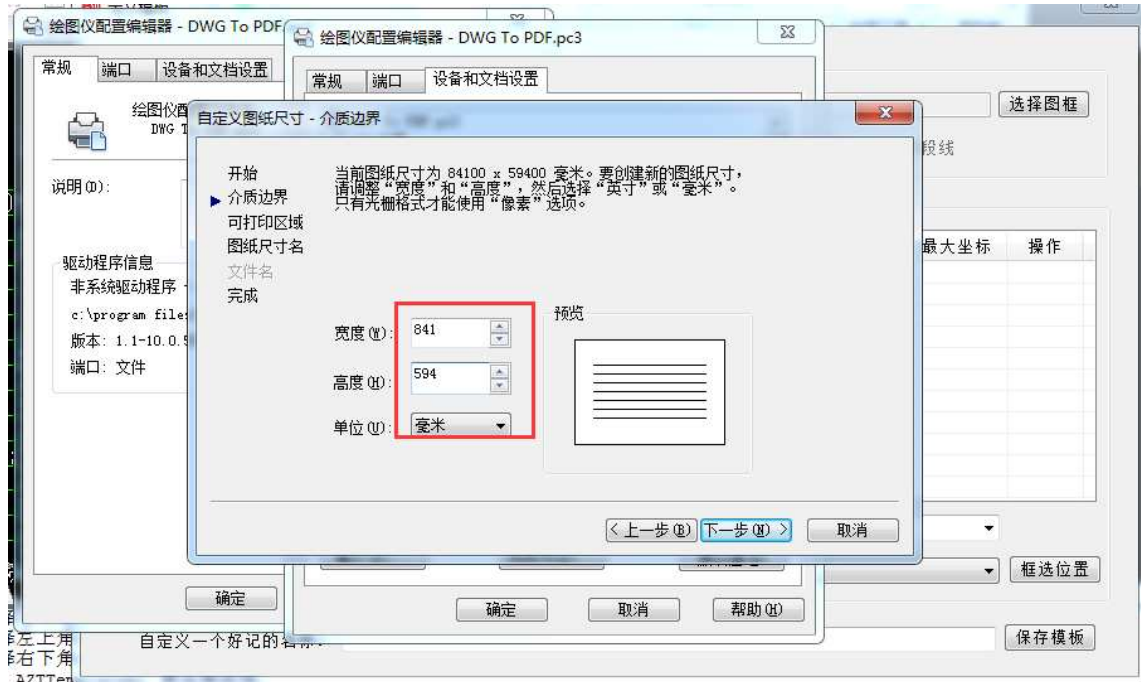 绘图仪配置编辑器 - DWG To PDF.
常规 端口 设备和文档设置
DWG T
说明(D):
驱动程序信息
非系统驱动程序 -
c:\program file
版本: 1.1-10.0.
端口: 文件
确定
绘图仪配置编辑器 - DWG To PDF.pc3
常规 端口 设备和文档设置
自定义图纸尺寸 - 介质边界
开始
介质边界
可打印区域
图纸尺寸名
文件名
完成
当前图纸尺寸为 84100 x 59400 毫米。要创建新的图纸尺寸,
请调整“宽度”和“高度”,然后选择“英寸”或“毫米”。
只有光栅格式才能使用“像素”选项。
宽度(W): 841
高度(H): 594
单位(U): 毫米
预览
<上一步(B) 下一步(N)> 取消
确定 取消 帮助(H)
选择图框
段线
最大坐标 操作
框选位置
左上角
右下角
自定义一个好记的名称:
保存模板